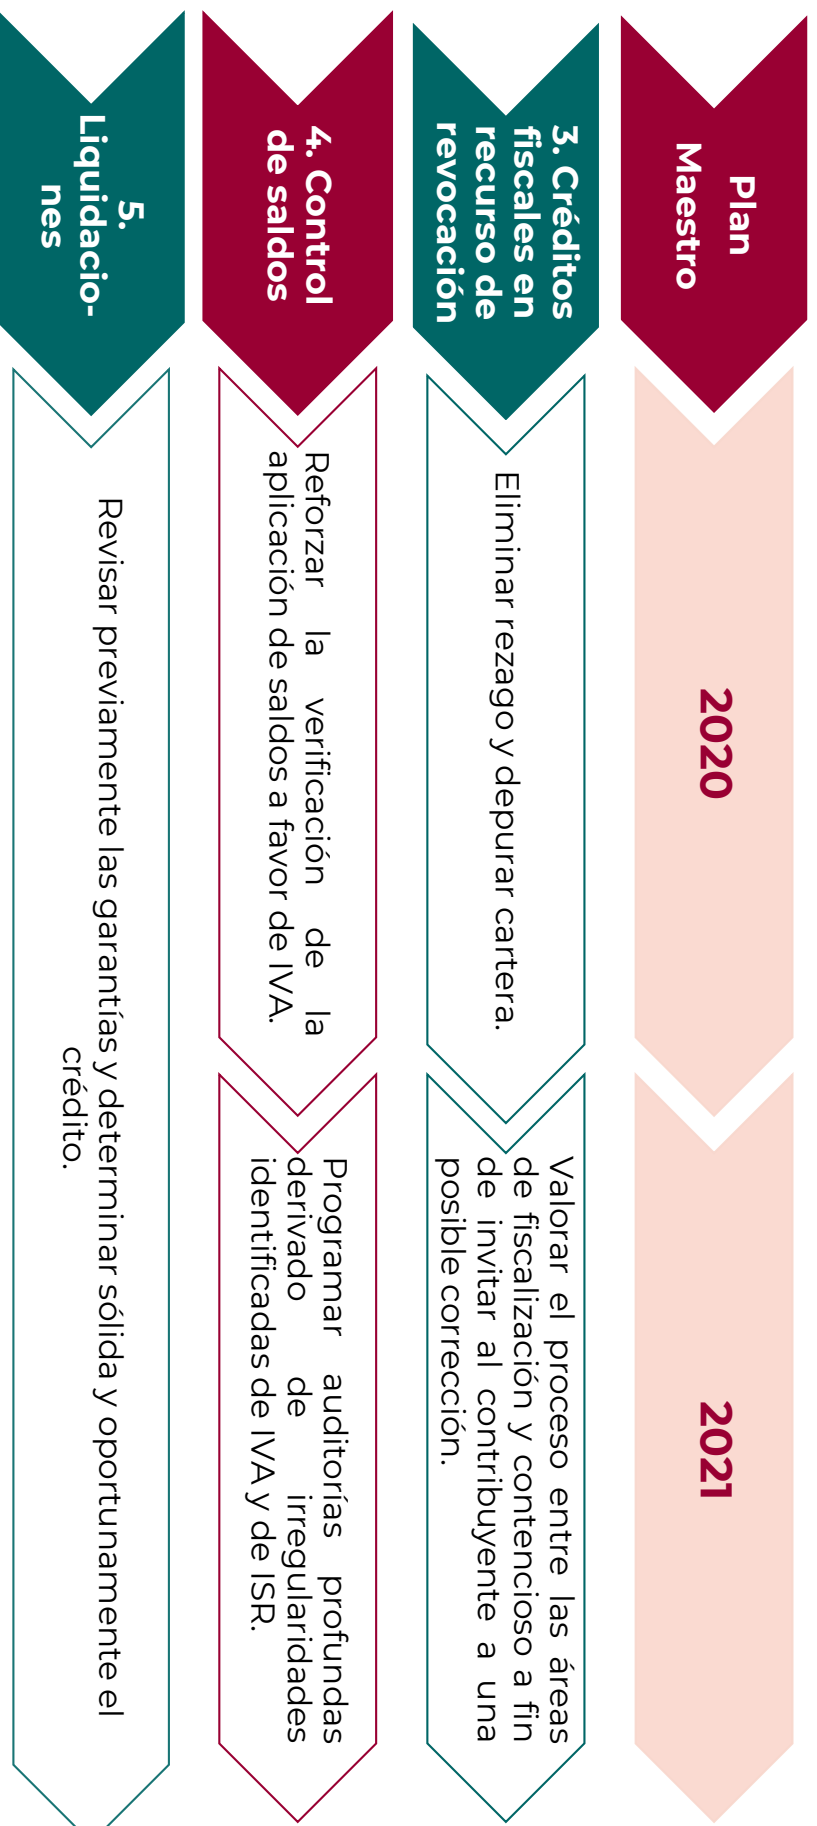 Plan
Maestro
2020
2021
3. Créditos
fiscales en
recurso de
revocación
Eliminar rezago y depurar cartera.
Valorar el proceso entre las áreas
de fiscalización y contencioso a fin
de invitar al contribuyente a una
posible corrección.
4. Control
de saldos
Reforzar la verificación de la
aplicación de saldos a favor de IVA.
Programar auditorías profundas
derivado de irregularidades
identificadas de IVA y de ISR.
5.
Liquidacio-
nes
Revisar previamente las garantías y determinar sólida y oportunamente el
crédito.